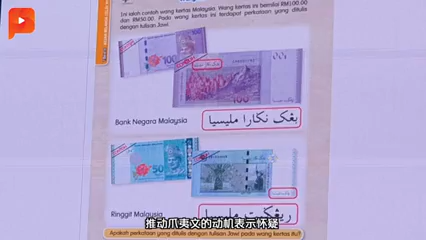 Ini ialah contoh wang kertas Malaysia. Wang kertas ini bernilai RM100.00
dan RM50.00. Pada wang kertas ini terdapat perkataan yang ditulis
dengan tulisan Jawi.
100
Bank Negara Malaysia
بڠک نݢارا مليسيا
50
Ringgit Malaysia
ريڠݢيت مليسيا
推动爪夷文的动机表示怀疑
Apakah perkataan yang ditulis dengan tulisan Jawi pada wang kertas itu?